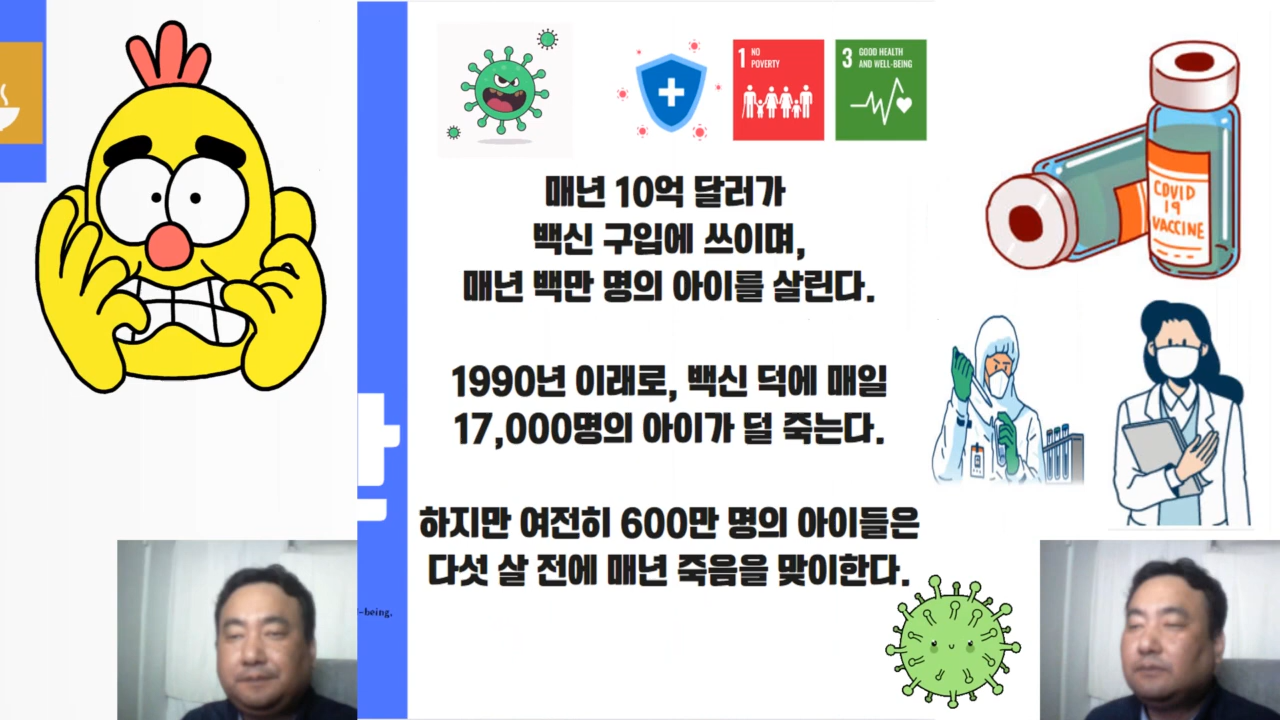 1 NO
POVERTY
3 GOOD HEALTH
AND WELL-BEING
매년 10억 달러가
백신 구입에 쓰이며,
매년 백만 명의 아이를 살린다.
1990년 이래로, 백신 덕에 매일
17,000명의 아이가 덜 죽는다.
하지만 여전히 600만 명의 아이들은
다섯 살 전에 매년 죽음을 맞이한다.
COVID
19
VACCINE
-being.